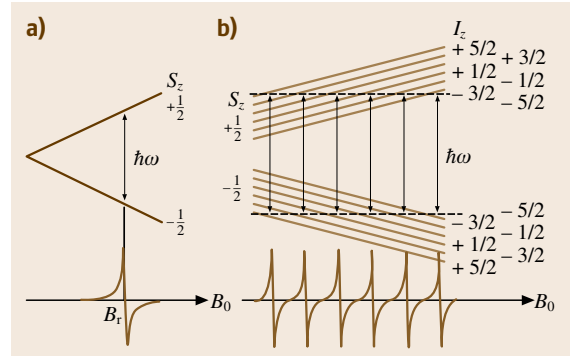 a)
S_z
+1/2
ħω
−1/2
B_r
B_0
b)
I_z
+ 5/2
+ 3/2
+ 1/2
− 1/2
− 3/2
− 5/2
S_z
+1/2
ħω
−1/2
− 5/2
− 3/2
− 1/2
+ 1/2
− 3/2
+ 5/2
B_0